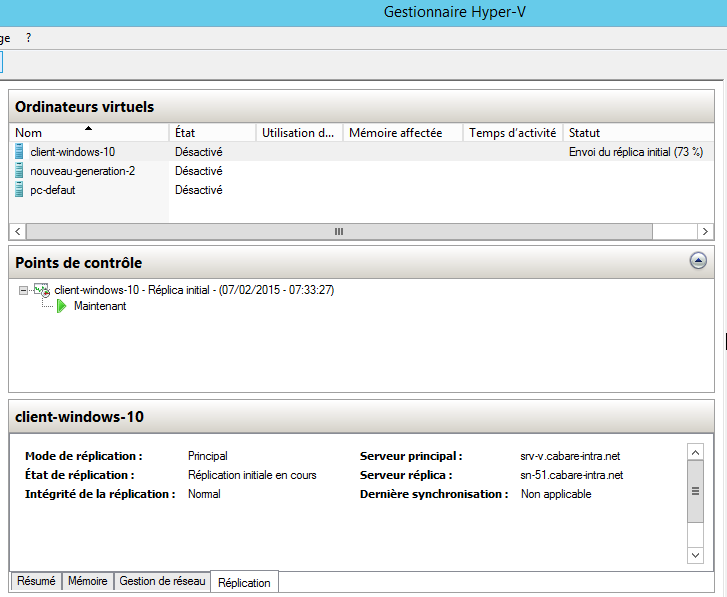 Gestionnaire Hyper-V
ge ?
Ordinateurs virtuels
Nom État Utilisation d... Mémoire affectée Temps d'activité Statut
client-windows-10 Désactivé Envoi du réplica initial (73 %)
nouveau-generation-2 Désactivé
pc-defaut Désactivé
Points de contrôle
client-windows-10 - Réplica initial - (07/02/2015 - 07:33:27)
Maintenant
client-windows-10
Mode de réplication : Principal Serveur principal : srv-v.cabare-intra.net
État de réplication : Réplication initiale en cours Serveur réplica : sn-51.cabare-intra.net
Intégrité de la réplication : Normal Dernière synchronisation : Non applicable
Résumé Mémoire Gestion de réseau Réplication